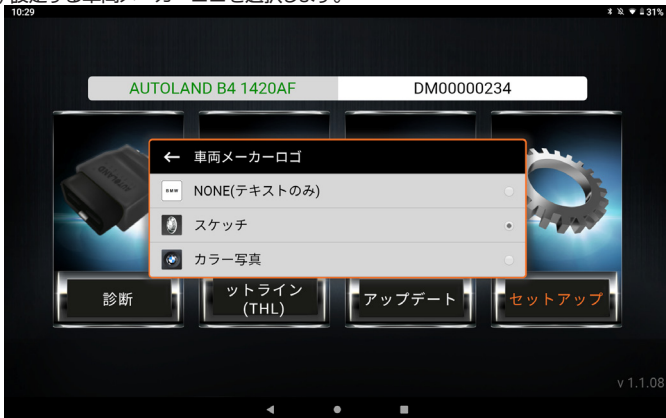 設定する車両メーカーロゴを選択します。
10:29
31%
AUTOLAND B4 1420AF
DM00000234
車両メーカーロゴ
NONE(テキストのみ)
スケッチ
カラー写真
診断
ットライン
(THL)
アップデート
セットアップ
v 1.1.08